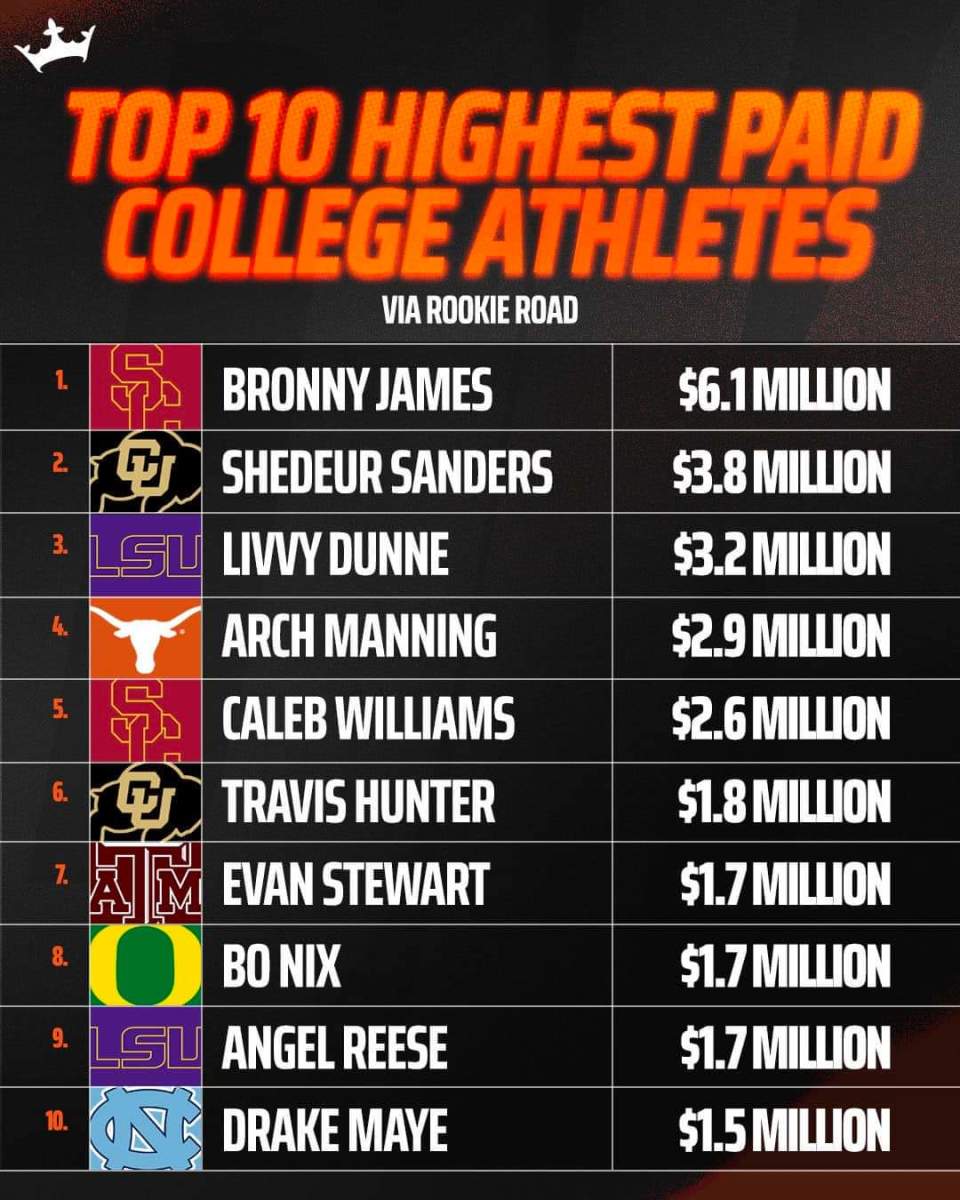 TOP 10 HIGHEST PAID
COLLEGE ATHLETES
VIA ROOKIE ROAD
1. SC BRONNY JAMES $6.1 MILLION
2. CU SHEDEUR SANDERS $3.8 MILLION
3. LSU LIVVY DUNNE $3.2 MILLION
4. ARCH MANNING $2.9 MILLION
5. SC CALEB WILLIAMS $2.6 MILLION
6. CU TRAVIS HUNTER $1.8 MILLION
7. ATM EVAN STEWART $1.7 MILLION
8. O BO NIX $1.7 MILLION
9. LSU ANGEL REESE $1.7 MILLION
10. NC DRAKE MAYE $1.5 MILLION